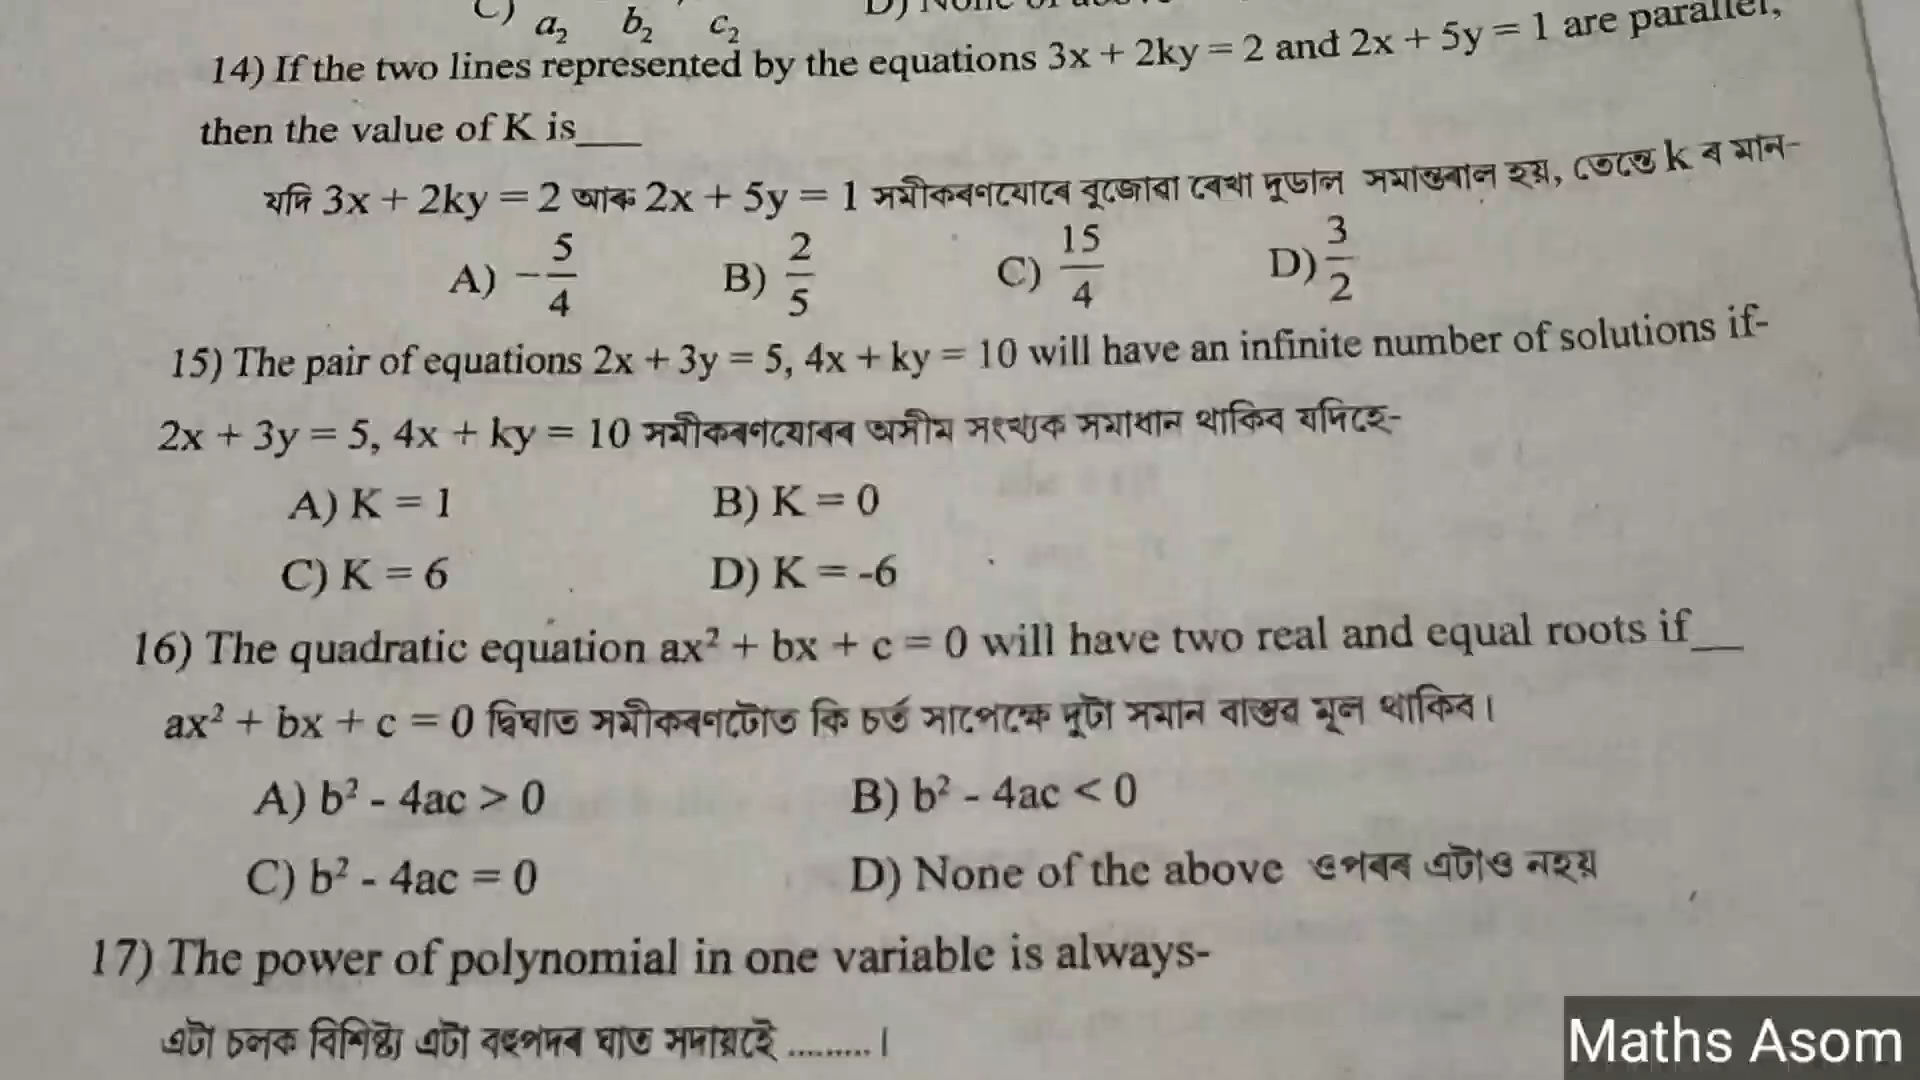 C) a₂ b₂ c₂ D)
14) If the two lines represented by the equations 3x + 2ky = 2 and 2x + 5y = 1 are parallel,
then the value of K is___
যদি 3x + 2ky = 2 আৰু 2x + 5y = 1 সমীকৰণযোৰে বুজোৱা ৰেখা দুডাল সমান্তৰাল হয়, তেন্তে k ৰ মান-
A) -5/4 B) 2/5 C) 15/4 D) 3/2
15) The pair of equations 2x + 3y = 5, 4x + ky = 10 will have an infinite number of solutions if-
2x + 3y = 5, 4x + ky = 10 সমীকৰণযোৰৰ অসীম সংখ্যক সমাধান থাকিব যদিহে-
A) K = 1 B) K = 0
C) K = 6 D) K = -6
16) The quadratic equation ax² + bx + c = 0 will have two real and equal roots if__
ax² + bx + c = 0 দ্বিঘাত সমীকৰণটোত কি চৰ্ত সাপেক্ষে দুটা সমান বাস্তৱ মূল থাকিব।
A) b² - 4ac > 0 B) b² - 4ac < 0
C) b² - 4ac = 0 D) None of the above ওপৰৰ এটাও নহয়
17) The power of polynomial in one variable is always-
এটা চলক বিশিষ্ট এটা বহুপদৰ ঘাত সদায়হে .........।
Maths Asom